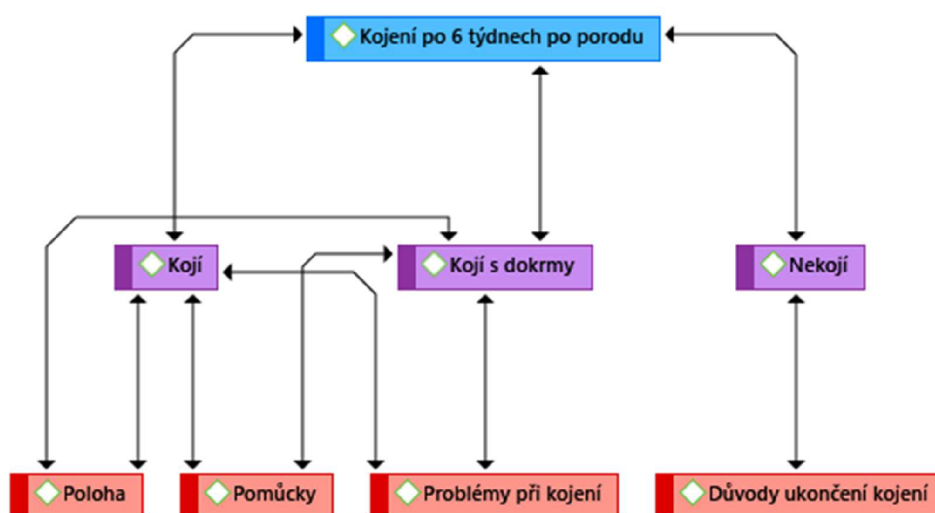 Kojení po 6 týdnech po porodu
Kojí
Kojí s dokrmy
Nekojí
Poloha
Pomůcky
Problémy při kojení
Důvody ukončení kojení